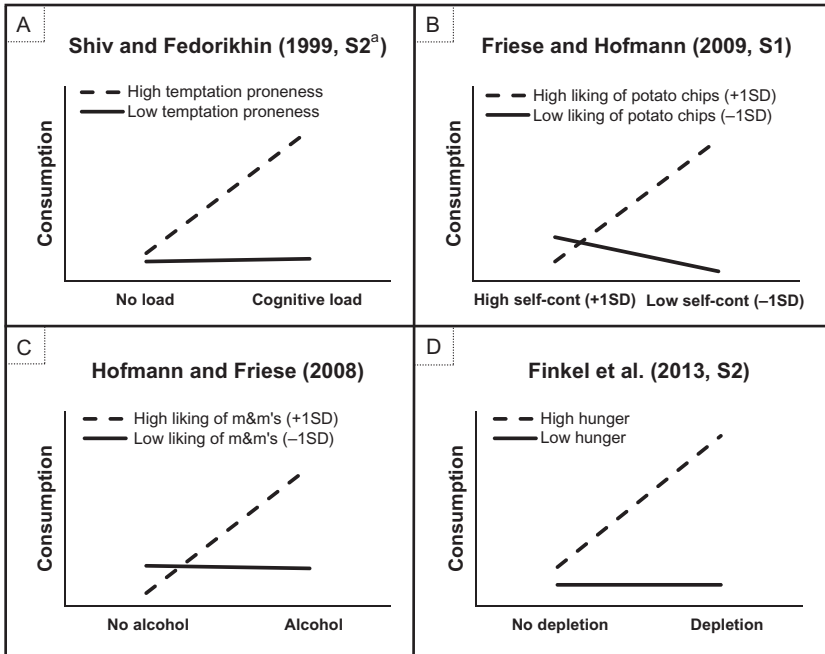 A
Shiv and Fedorikhin (1999, S2ª)
High temptation proneness
Low temptation proneness
Consumption
No load
Cognitive load
B
Friese and Hofmann (2009, S1)
High liking of potato chips (+1SD)
Low liking of potato chips (–1SD)
Consumption
High self-cont (+1SD)
Low self-cont (–1SD)
C
Hofmann and Friese (2008)
High liking of m&m's (+1SD)
Low liking of m&m's (–1SD)
Consumption
No alcohol
Alcohol
D
Finkel et al. (2013, S2)
High hunger
Low hunger
Consumption
No depletion
Depletion